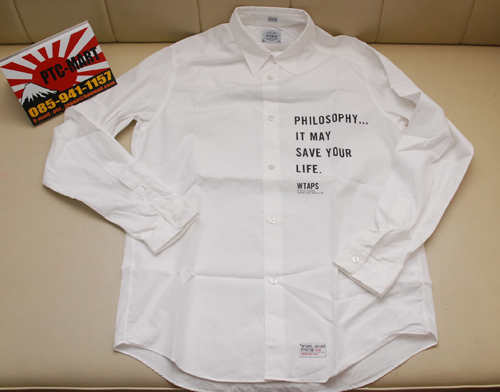 PTC-MART
085-941-1157
PHILOSOPHY...
IT MAY
SAVE YOUR
LIFE.
WTAPS